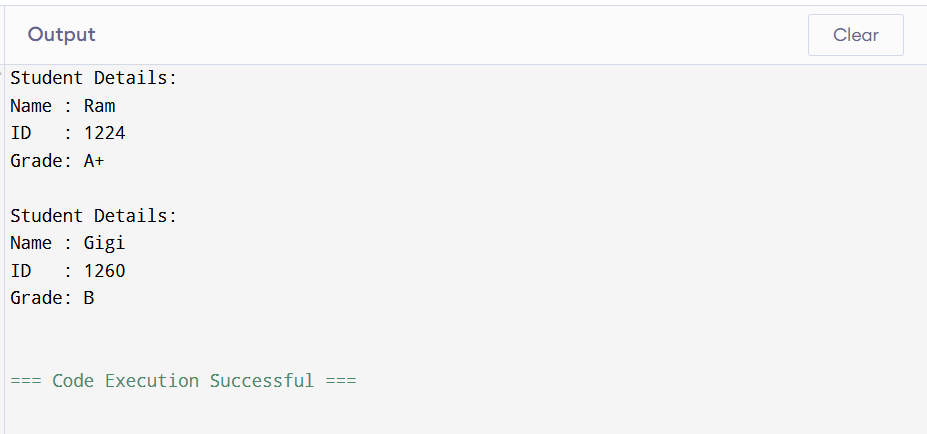 Output
Clear
Student Details:
Name : Ram
ID   : 1224
Grade: A+
Student Details:
Name : Gigi
ID   : 1260
Grade: B
=== Code Execution Successful ===